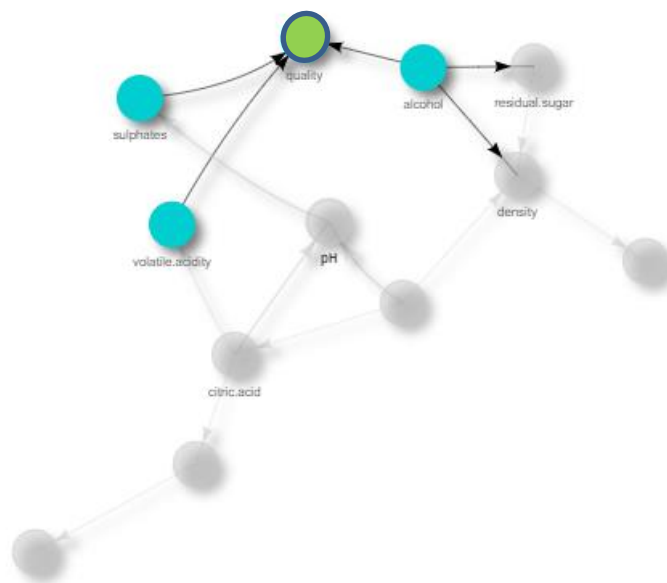 quality
alcohol
residual.sugar
sulphates
density
volatile.acidity
pH
citric.acid